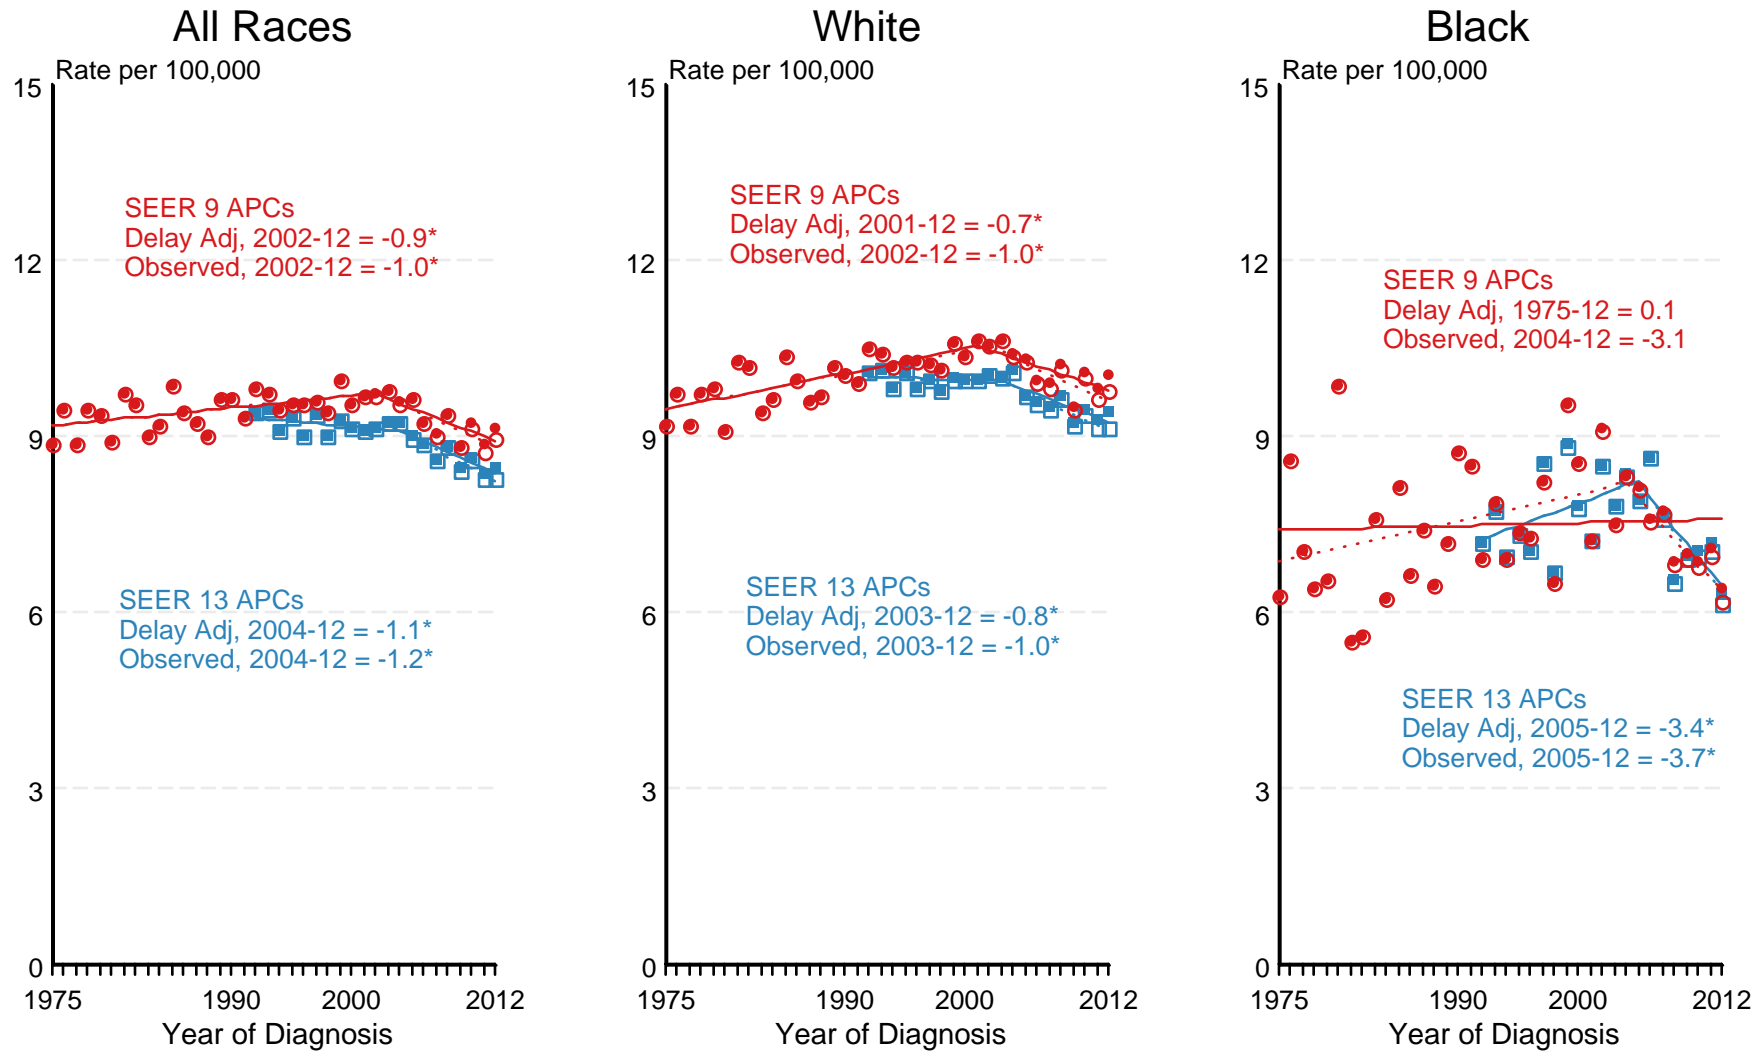 All Races
Rate per 100,000
15
12
9
6
3
0
SEER 9 APCs
Delay Adj, 2002-12 = -0.9*
Observed, 2002-12 = -1.0*
SEER 13 APCs
Delay Adj, 2004-12 = -1.1*
Observed, 2004-12 = -1.2*
1975 1990 2000 2012
Year of Diagnosis
White
Rate per 100,000
15
12
9
6
3
0
SEER 9 APCs
Delay Adj, 2001-12 = -0.7*
Observed, 2002-12 = -1.0*
SEER 13 APCs
Delay Adj, 2003-12 = -0.8*
Observed, 2003-12 = -1.0*
1975 1990 2000 2012
Year of Diagnosis
Black
Rate per 100,000
15
12
9
6
3
0
SEER 9 APCs
Delay Adj, 1975-12 = 0.1
Observed, 2004-12 = -3.1
SEER 13 APCs
Delay Adj, 2005-12 = -3.4*
Observed, 2005-12 = -3.7*
1975 1990 2000 2012
Year of Diagnosis